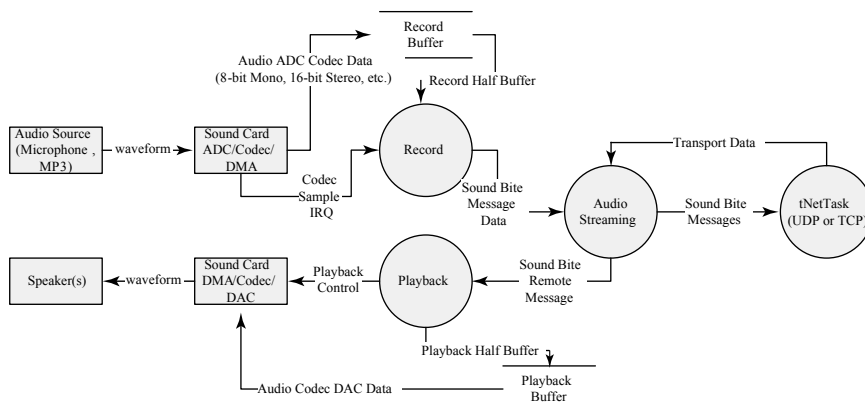 Record
Buffer
Audio ADC Codec Data
(8-bit Mono, 16-bit Stereo, etc.)
Record Half Buffer
Audio Source
(Microphone ,
MP3)
waveform
Sound Card
ADC/Codec/
DMA
Record
Codec
Sample
IRQ
Sound Bite
Message
Data
Transport Data
Audio
Streaming
Sound Bite
Messages
tNetTask
(UDP or TCP)
Speaker(s)
waveform
Sound Card
DMA/Codec/
DAC
Playback
Control
Playback
Sound Bite
Remote
Message
Playback Half Buffer
Audio Codec DAC Data
Playback
Buffer